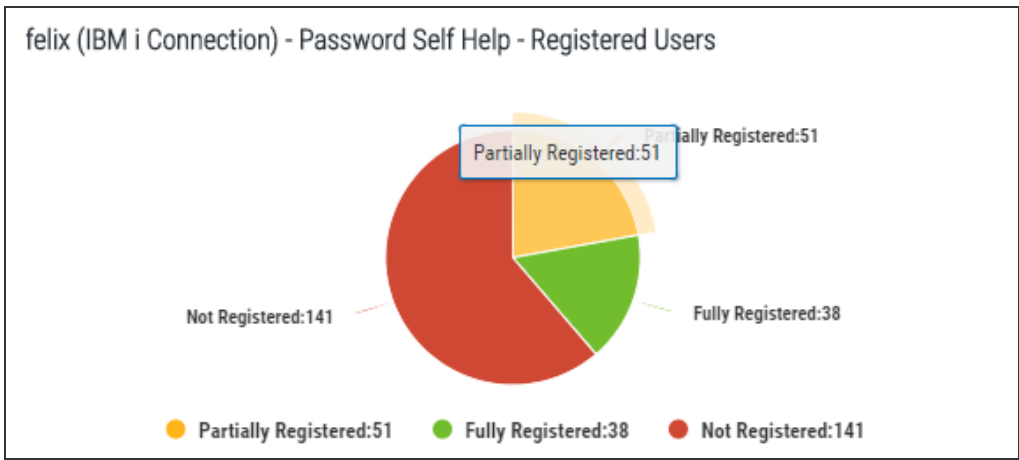 felix (IBM i Connection) - Password Self Help - Registered Users
Partially Registered:51
Partially Registered:51
Not Registered:141
Fully Registered:38
Partially Registered:51
Fully Registered:38
Not Registered:141